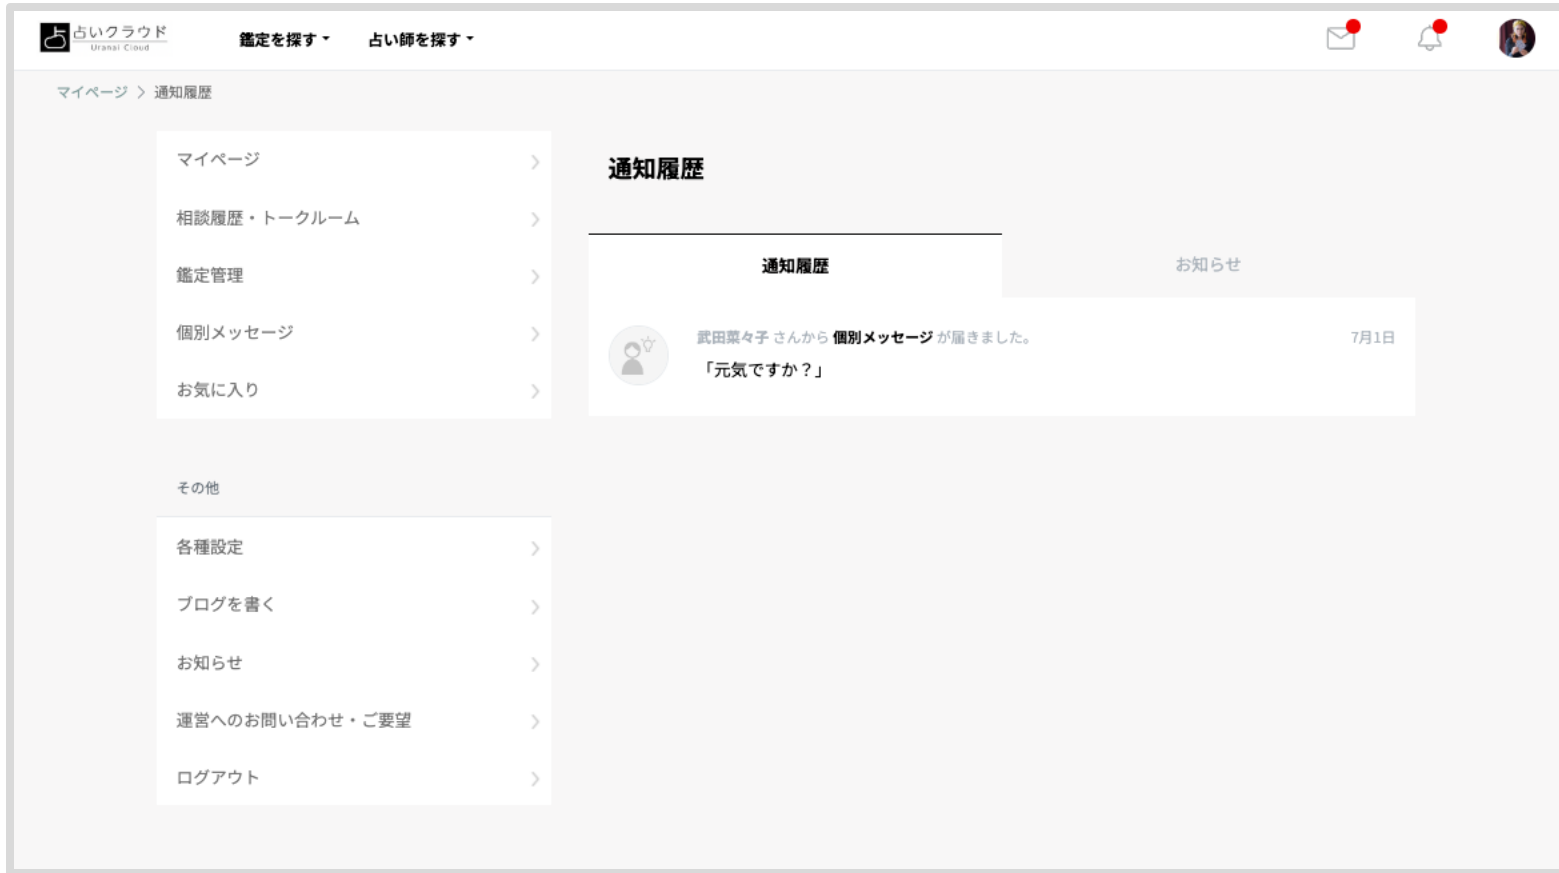 占 占いクラウド
Uranai Cloud
鑑定を探す
占い師を探す
マイページ 〉 通知履歴
マイページ
相談履歴・トークルーム
鑑定管理
個別メッセージ
お気に入り
その他
各種設定
ブログを書く
お知らせ
運営へのお問い合わせ・ご要望
ログアウト
通知履歴
通知履歴
お知らせ
武田菜々子 さんから 個別メッセージ が届きました。
7月1日
「元気ですか？」